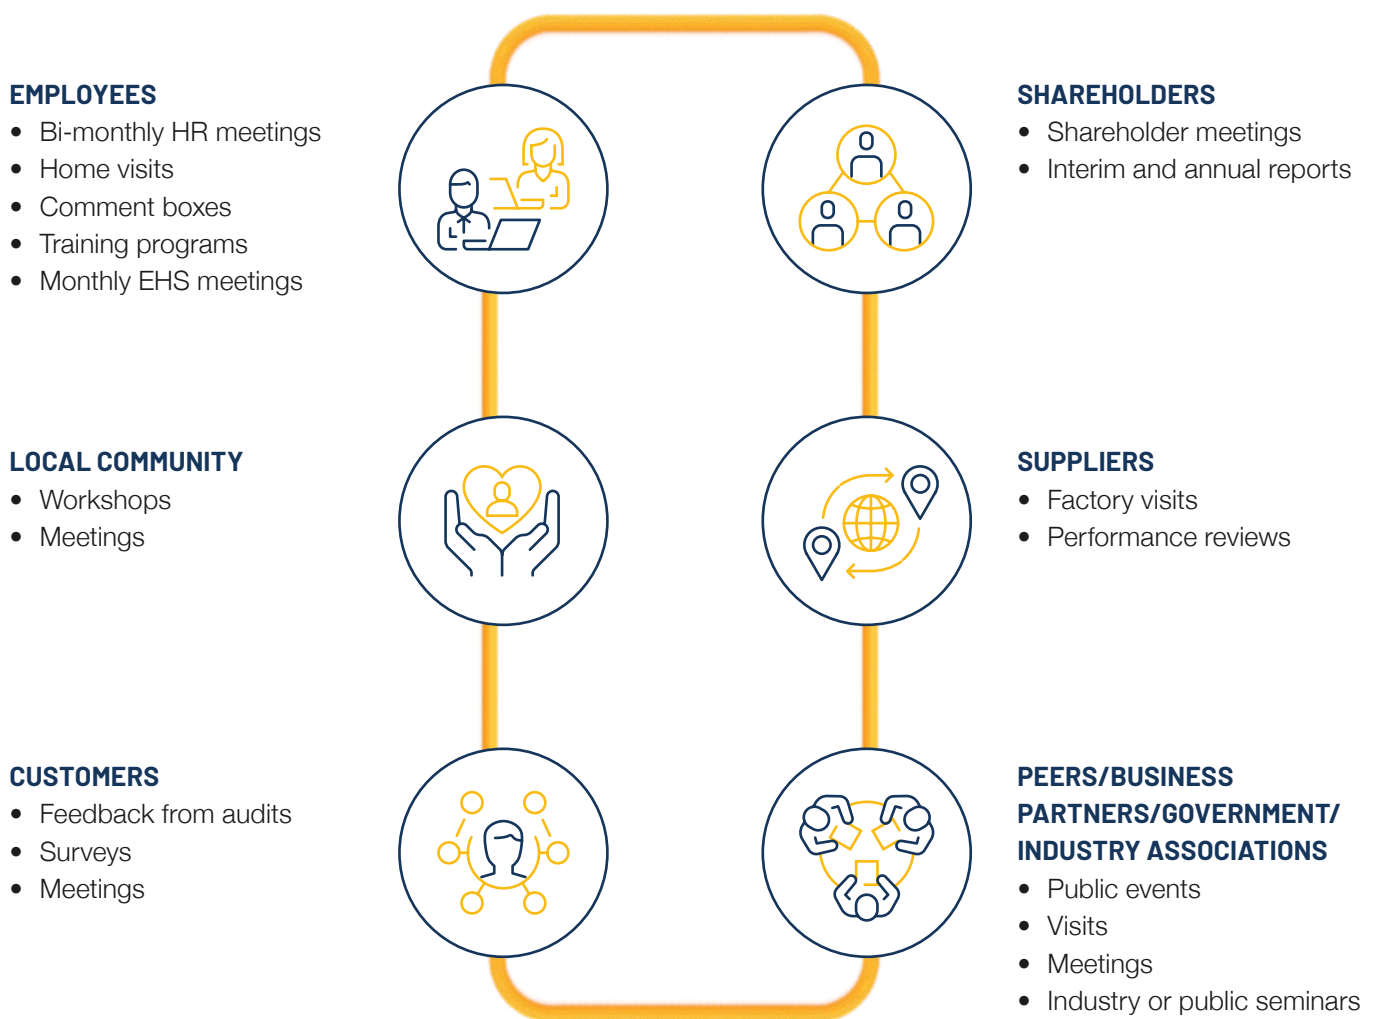 EMPLOYEES
• Bi-monthly HR meetings
• Home visits
• Comment boxes
• Training programs
• Monthly EHS meetings
LOCAL COMMUNITY
• Workshops
• Meetings
CUSTOMERS
• Feedback from audits
• Surveys
• Meetings
SHAREHOLDERS
• Shareholder meetings
• Interim and annual reports
SUPPLIERS
• Factory visits
• Performance reviews
PEERS/BUSINESS
PARTNERS/GOVERNMENT/
INDUSTRY ASSOCIATIONS
• Public events
• Visits
• Meetings
• Industry or public seminars